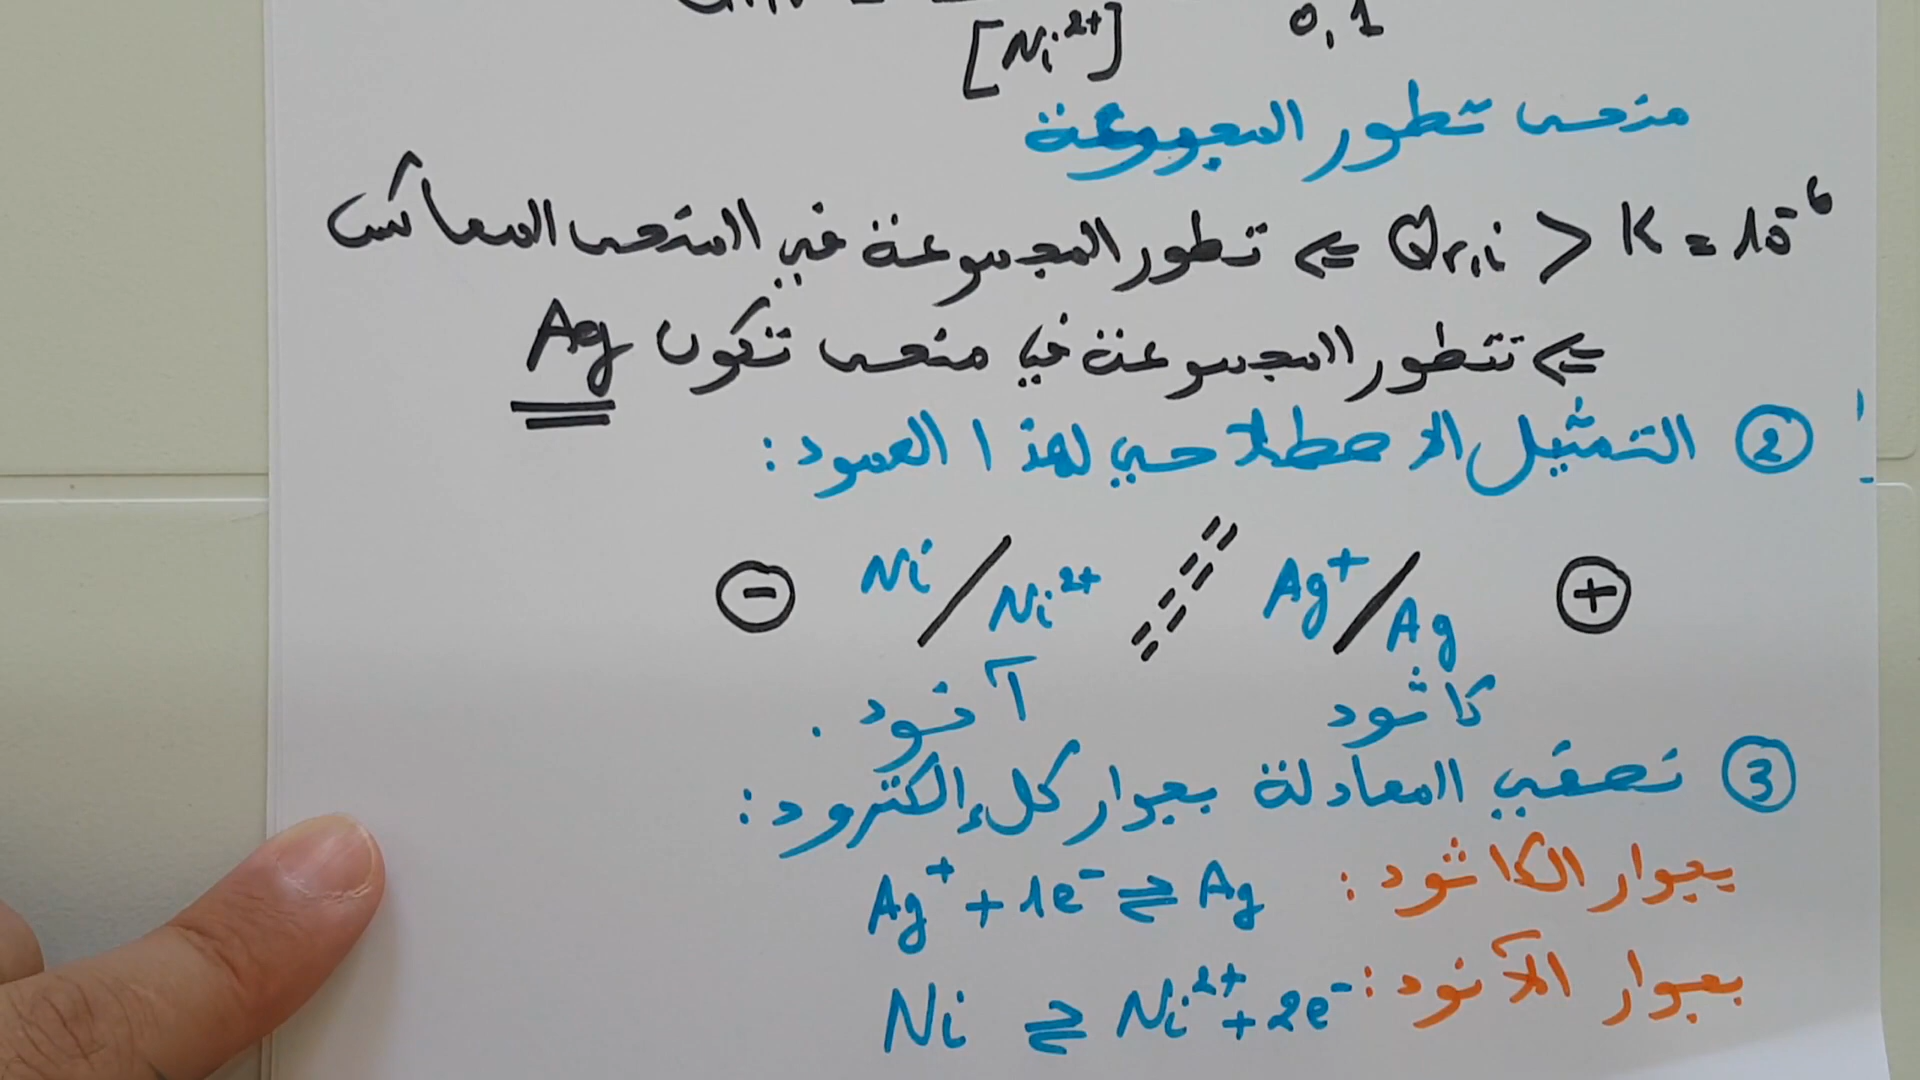 [Ni²⁺] 0,1
منحى تطور المجموعة
Qr,i > K = 10⁻⁶ ⇐ تطور المجموعة في المنحى المعاكس
⇐ تتطور المجموعة في منحى تكون Ag
② التمثيل الاصطلاحي لهذا العمود:
⊖ Ni / Ni²⁺ // Ag⁺ / Ag ⊕
آنود . كاثود
③ نصفي المعادلة بجوار كل إلكترود:
بجوار الكاثود: Ag⁺ + 1e⁻ ⇌ Ag
بجوار الآنود: Ni ⇌ Ni²⁺ + 2e⁻